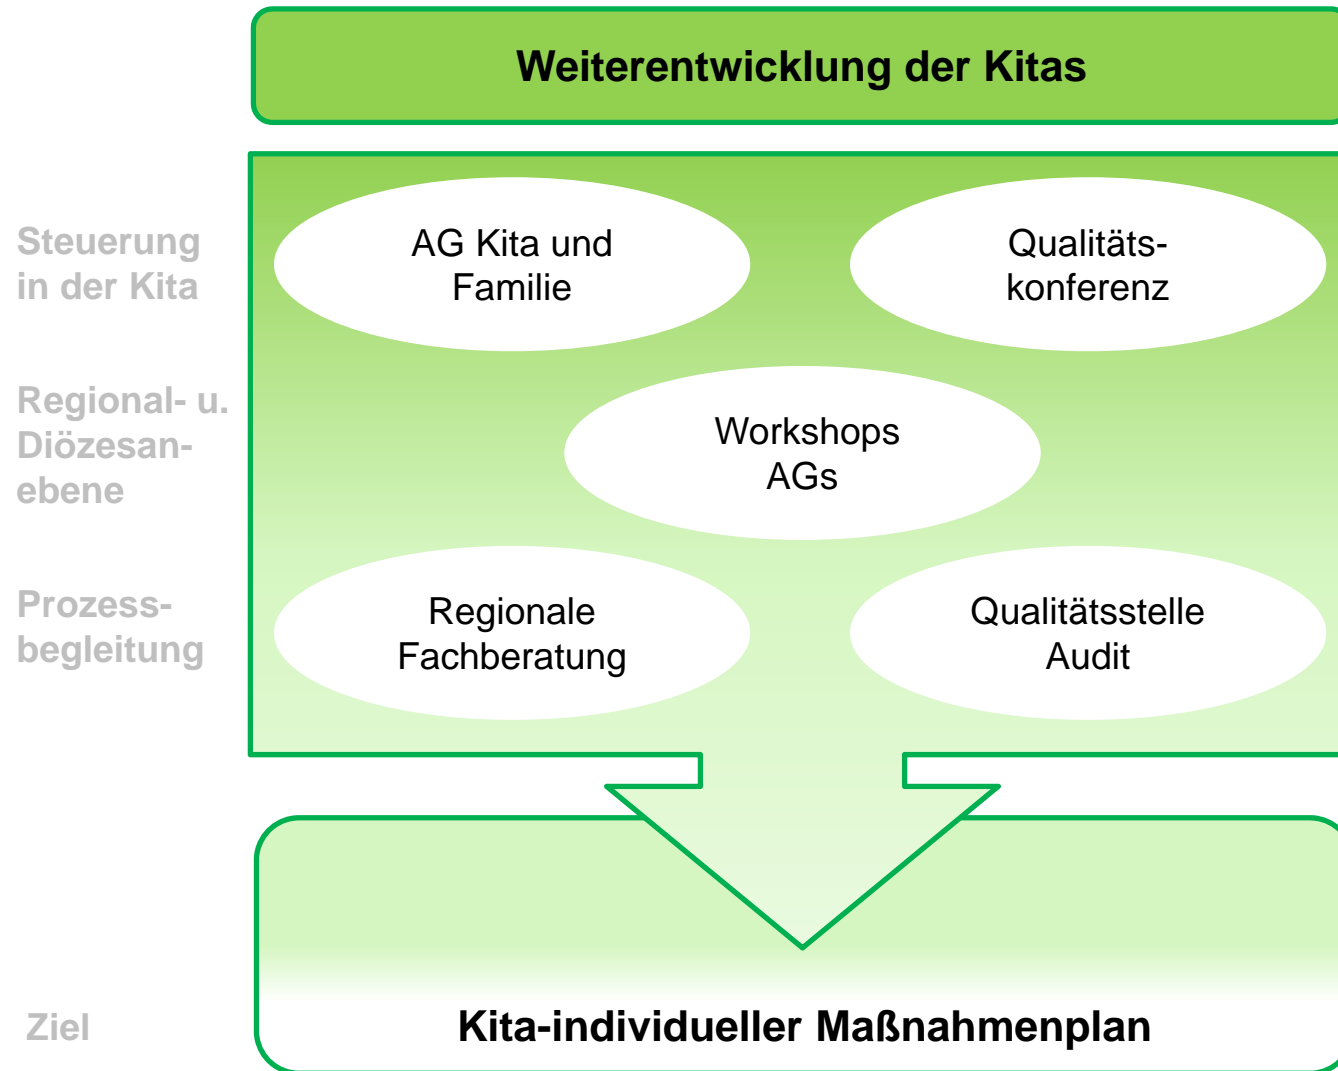 Weiterentwicklung der Kitas
Steuerung
in der Kita
AG Kita und
Familie
Qualitäts-
konferenz
Regional- u.
Diözesan-
ebene
Workshops
AGs
Prozess-
begleitung
Regionale
Fachberatung
Qualitätsstelle
Audit
Ziel
Kita-individueller Maßnahmenplan